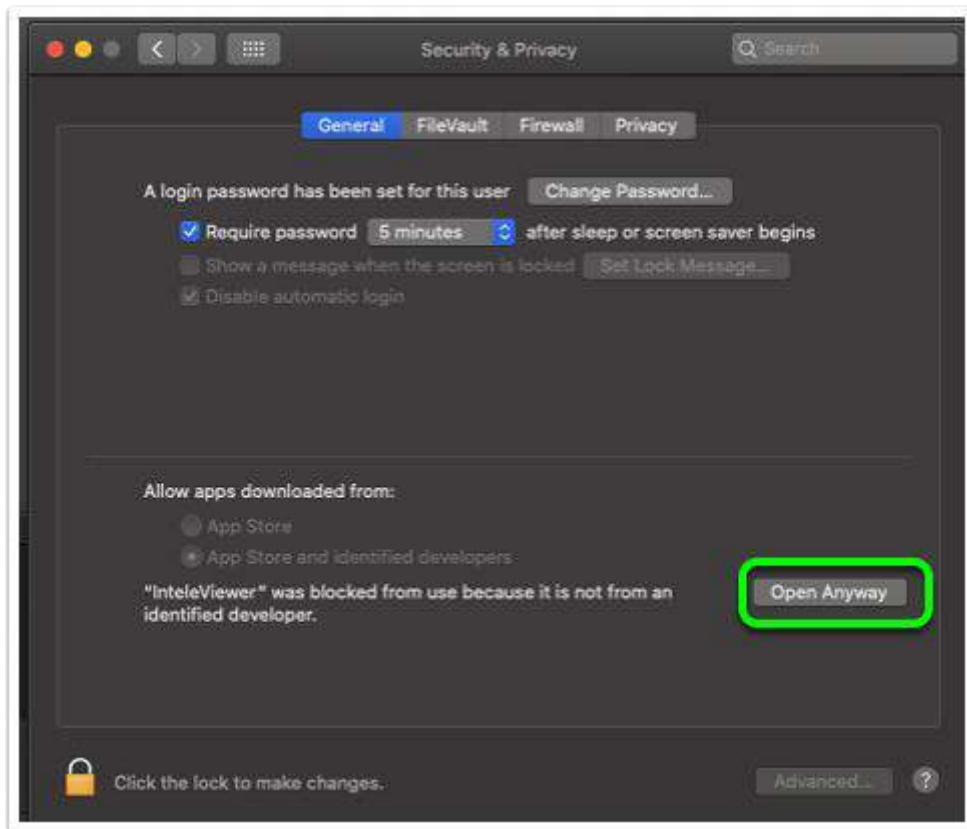 Security & Privacy
Search
General FileVault Firewall Privacy
A login password has been set for this user Change Password...
Require password 5 minutes after sleep or screen saver begins
Show a message when the screen is locked Set Lock Message...
Disable automatic login
Allow apps downloaded from:
App Store
App Store and identified developers
"InteleViewer" was blocked from use because it is not from an
identified developer.
Open Anyway
Click the lock to make changes.
Advanced...
?